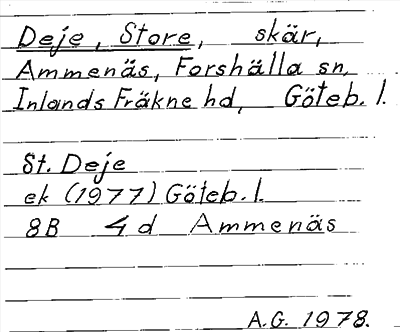 Deje, Store, skär,
Ammenäs, Forshälla sn,
Inlands Fräkne hd, Göteb. l.
St. Deje
ek (1977) Göteb. l.
8B 4d Ammenäs
A.G. 1978.